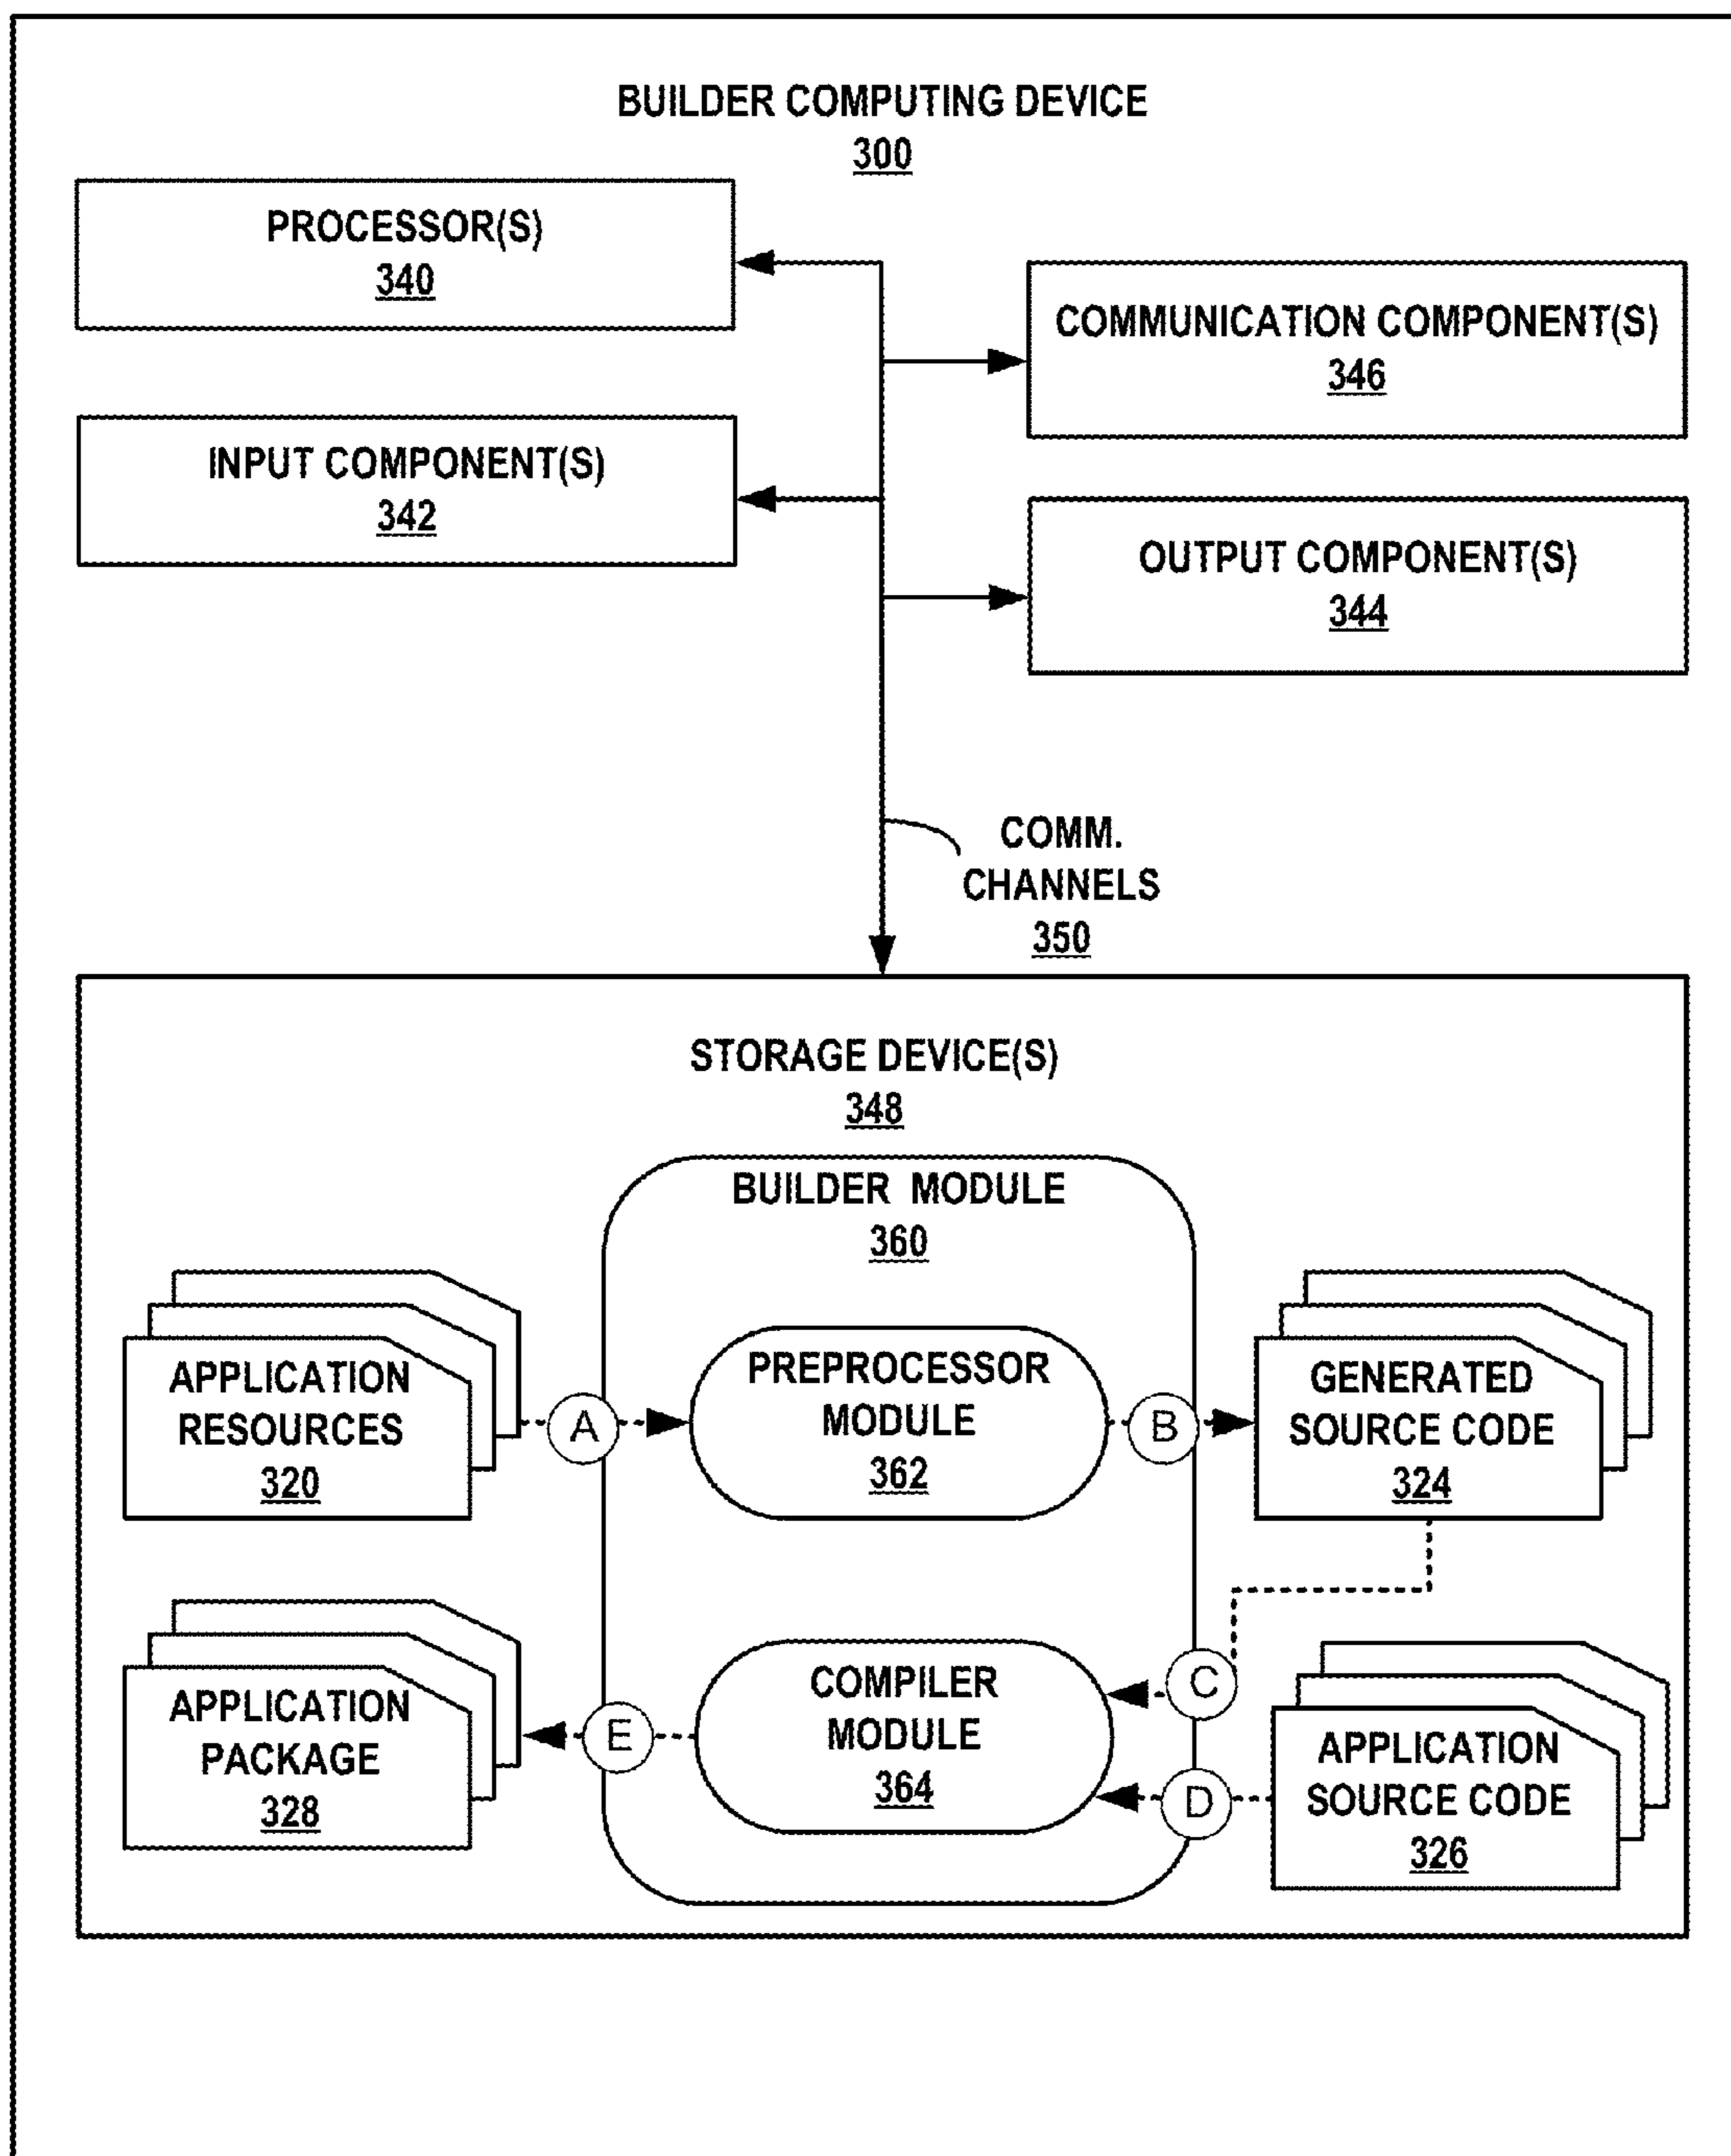 BUILDER COMPUTING DEVICE
300
PROCESSOR(S)
340
COMMUNICATION COMPONENT(S)
346
INPUT COMPONENT(S)
342
OUTPUT COMPONENT(S)
344
COMM.
CHANNELS
350
STORAGE DEVICE(S)
348
BUILDER MODULE
360
APPLICATION
RESOURCES
320
A
PREPROCESSOR
MODULE
362
B
GENERATED
SOURCE CODE
324
APPLICATION
PACKAGE
328
E
COMPILER
MODULE
364
C
D
APPLICATION
SOURCE CODE
326